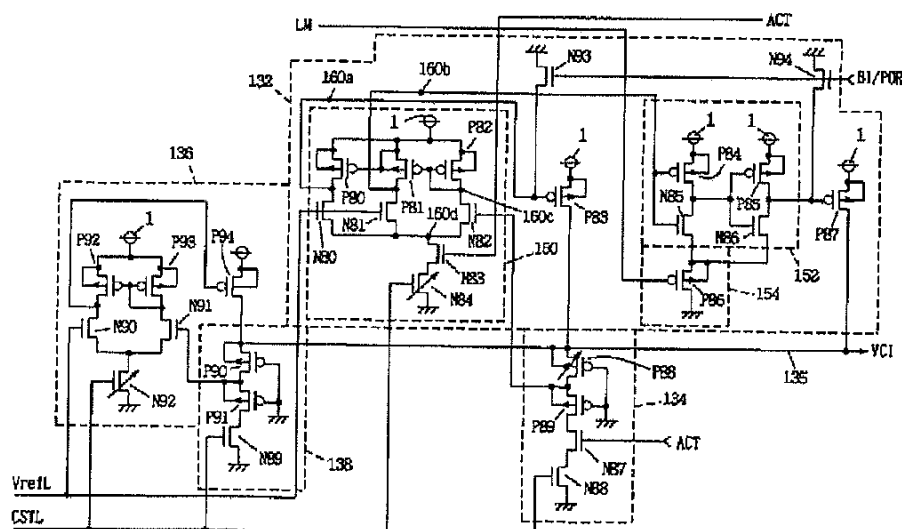 LM
ACT
N93
N94
BI/POR
132
160a
160b
1
P82
1
1
1
1
136
P80
P81
160c
P83
P84
N85
P85
P87
P92
1
P93
P94
N80
N81
160d
N82
160
N86
152
N90
N91
N83
N84
P86
154
N92
P90
P88
135
VCI
P91
P89
134
ACT
N89
138
N87
N88
VrefL
CSTL